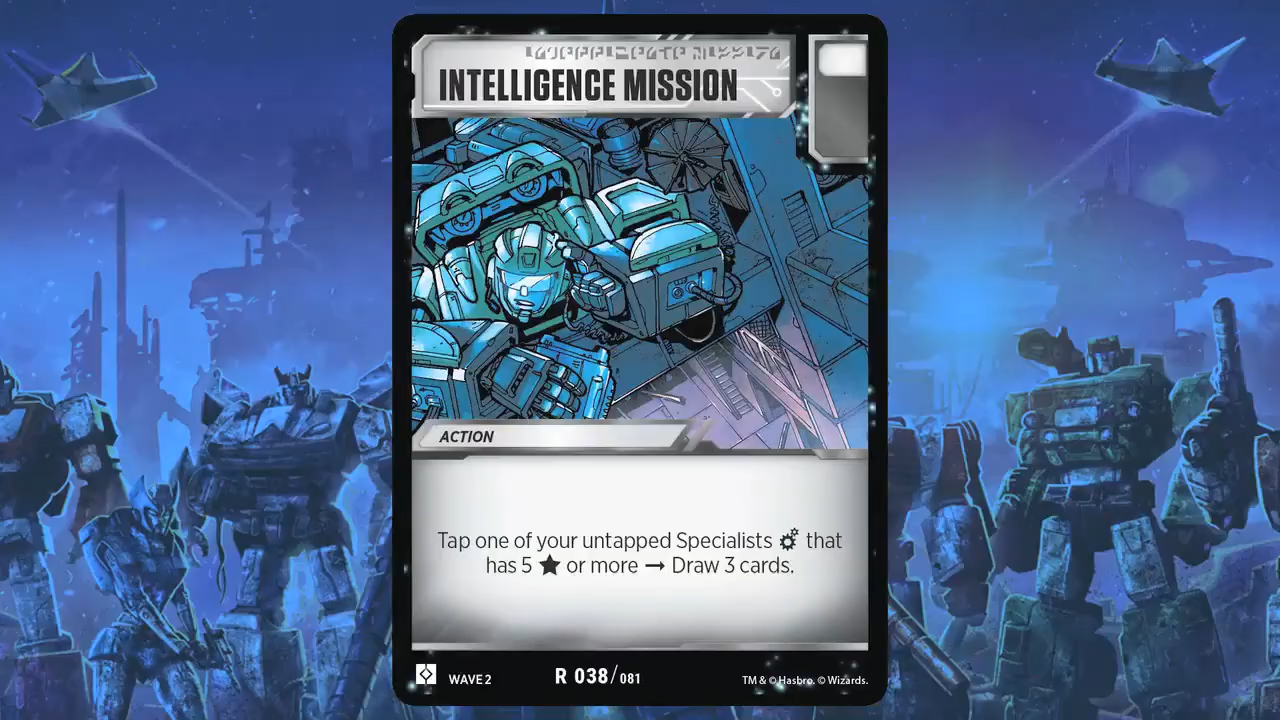 INTELLIGENCE MISSION
ACTION
Tap one of your untapped Specialists that
has 5 ★ or more → Draw 3 cards.
WAVE 2 R 038/081 TM & © Hasbro. © Wizards.